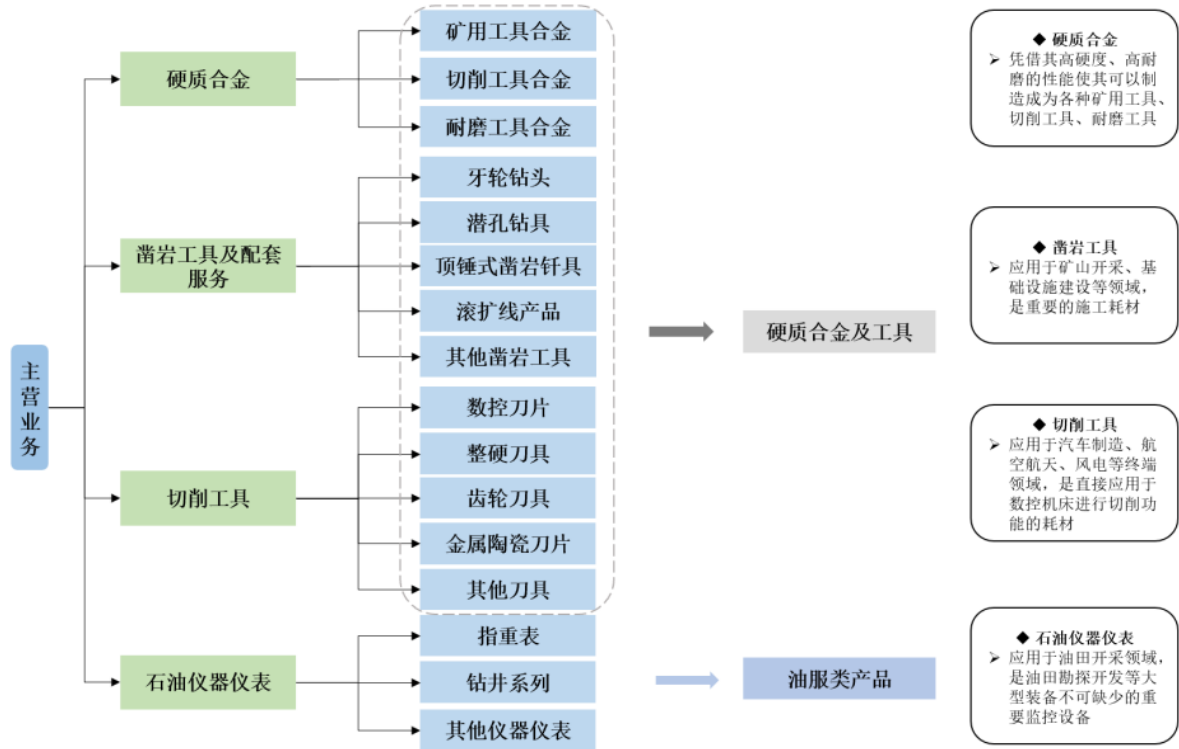 主
营
业
务
硬质合金
矿用工具合金
切削工具合金
耐磨工具合金
凿岩工具及配套
服务
牙轮钻头
潜孔钻具
顶锤式凿岩钎具
滚扩线产品
其他凿岩工具
切削工具
数控刀片
整硬刀具
齿轮刀具
金属陶瓷刀片
其他刀具
石油仪器仪表
指重表
钻井系列
其他仪器仪表
硬质合金及工具
油服类产品
◆ 硬质合金
➢ 凭借其高硬度、高耐
磨的性能使其可以制
造成为各种矿用工具、
切削工具、耐磨工具
◆ 凿岩工具
➢ 应用于矿山开采、基
础设施建设等领域，
是重要的施工耗材
◆ 切削工具
➢ 应用于汽车制造、航
空航天、风电等终端
领域，是直接应用于
数控机床进行切削功
能的耗材
◆ 石油仪器仪表
➢ 应用于油田开采领域，
是油田勘探开发等大
型装备不可缺少的重
要监控设备